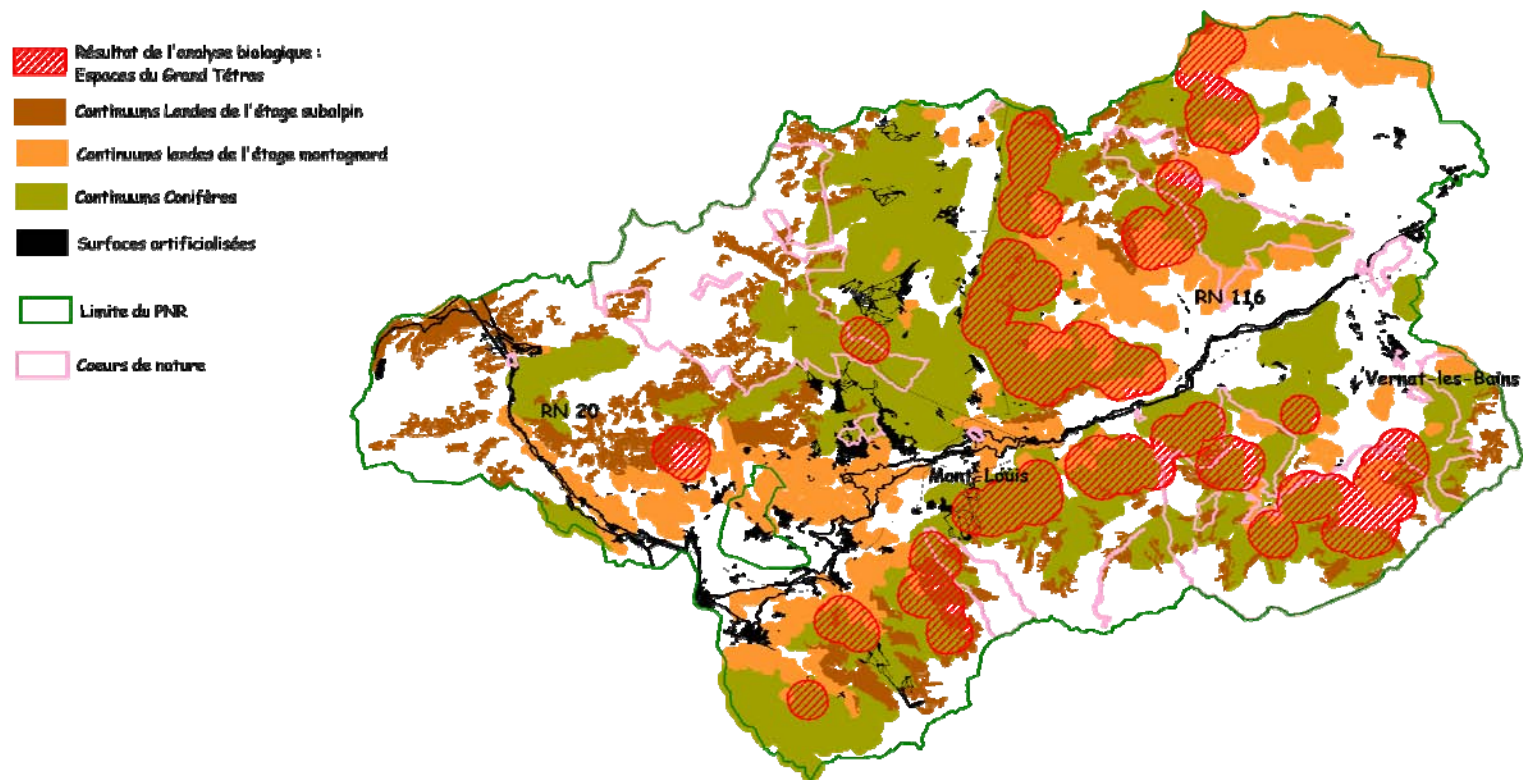 Résultat de l'analyse biologique :
Espaces du Grand Tétras
Continuums Landes de l'étage subalpin
Continuums landes de l'étage montagnard
Continuums Conifères
Surfaces artificialisées
Limite du PNR
Coeurs de nature
RN 116
Vernat-les-Bains
RN 20
Mont-Louis